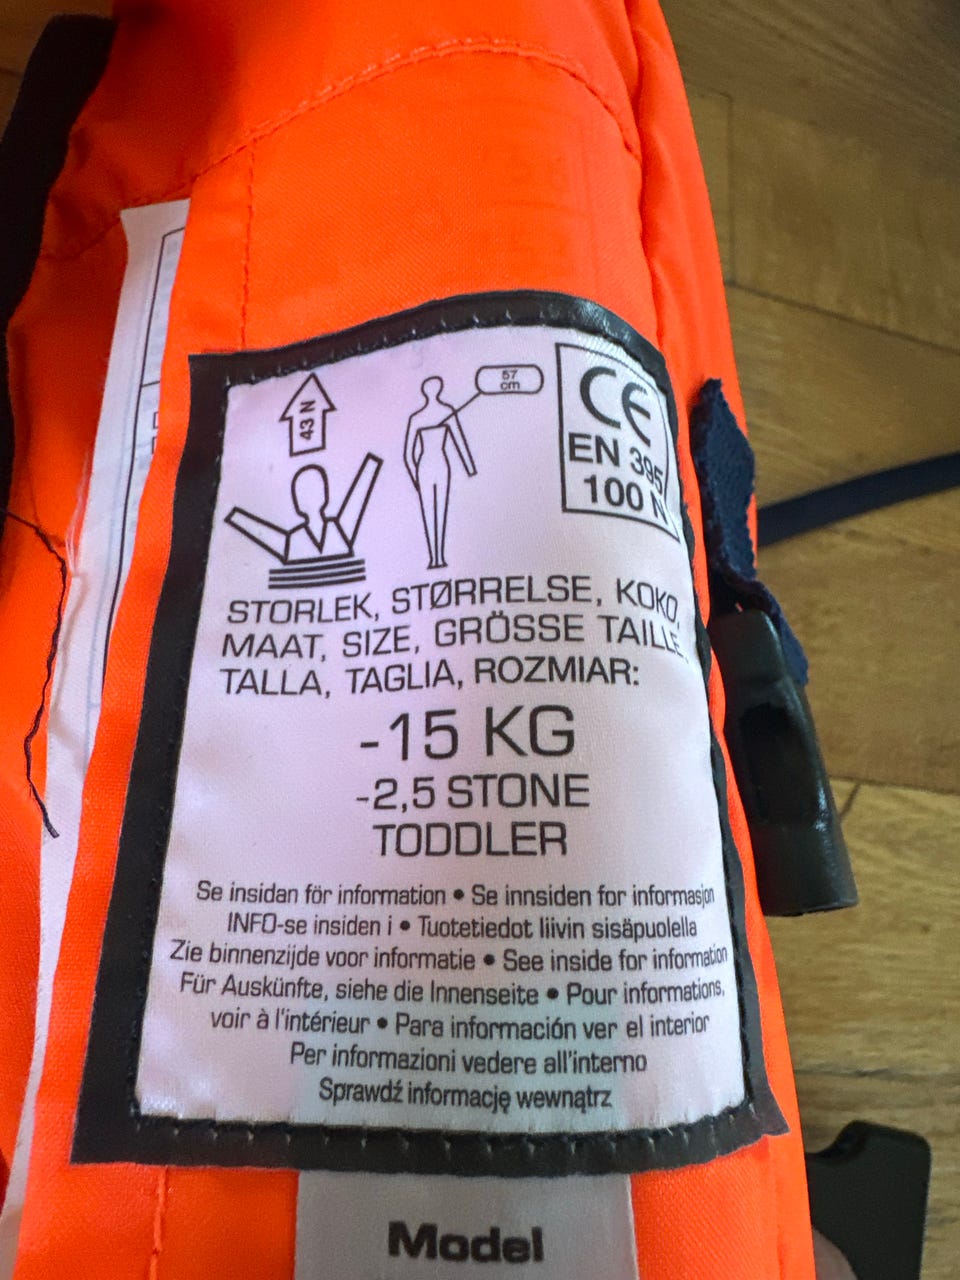 43 N
57
cm
CE
EN 395
100 N
STORLEK, STØRRELSE, KOKO,
MAAT, SIZE, GRÖSSE TAILLE,
TALLA, TAGLIA, ROZMIAR:
-15 KG
-2,5 STONE
TODDLER
Se insidan för information • Se innsiden for informasjon
INFO-se insiden i • Tuotetiedot liivin sisäpuolella
Zie binnenzijde voor informatie • See inside for information
Für Auskünfte, siehe die Innenseite • Pour informations,
voir à l'intérieur • Para información ver el interior
Per informazioni vedere all'interno
Sprawdź informację wewnątrz
Model